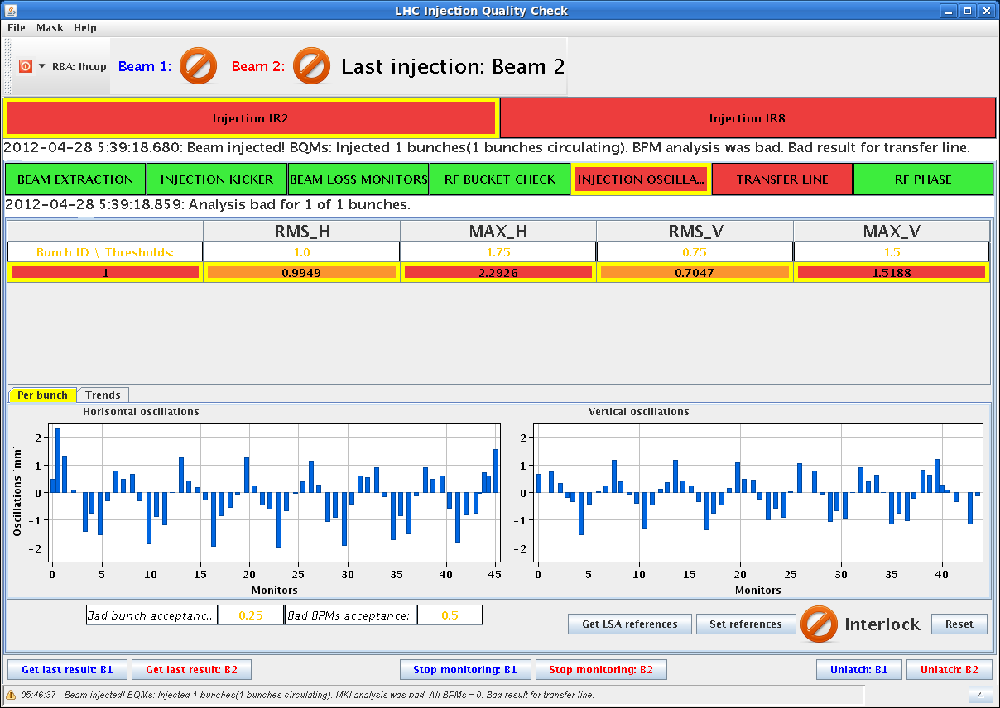 LHC Injection Quality Check
File Mask Help
RBA: lhcop Beam 1: Beam 2: Last injection: Beam 2
Injection IR2 Injection IR8
2012-04-28 5:39:18.680: Beam injected! BQMs: Injected 1 bunches(1 bunches circulating). BPM analysis was bad. Bad result for transfer line.
BEAM EXTRACTION INJECTION KICKER BEAM LOSS MONITORS RF BUCKET CHECK INJECTION OSCILLA... TRANSFER LINE RF PHASE
2012-04-28 5:39:18.859: Analysis bad for 1 of 1 bunches.
RMS_H MAX_H RMS_V MAX_V
Bunch ID \ Thresholds: 1.0 1.75 0.75 1.5
1 0.9949 2.2926 0.7047 1.5188
Per bunch Trends
Horisontal oscillations
Oscillations [mm]
2
1
0
-1
-2
0 5 10 15 20 25 30 35 40 45
Monitors
Vertical oscillations
2
1
0
-1
-2
0 5 10 15 20 25 30 35 40
Monitors
Bad bunch acceptanc... 0.25 Bad BPMs acceptance: 0.5
Get LSA references Set references Interlock Reset
Get last result: B1 Get last result: B2 Stop monitoring: B1 Stop monitoring: B2 Unlatch: B1 Unlatch: B2
05:46:37 - Beam injected! BQMs: Injected 1 bunches(1 bunches circulating). MKI analysis was bad. All BPMs = 0. Bad result for transfer line.